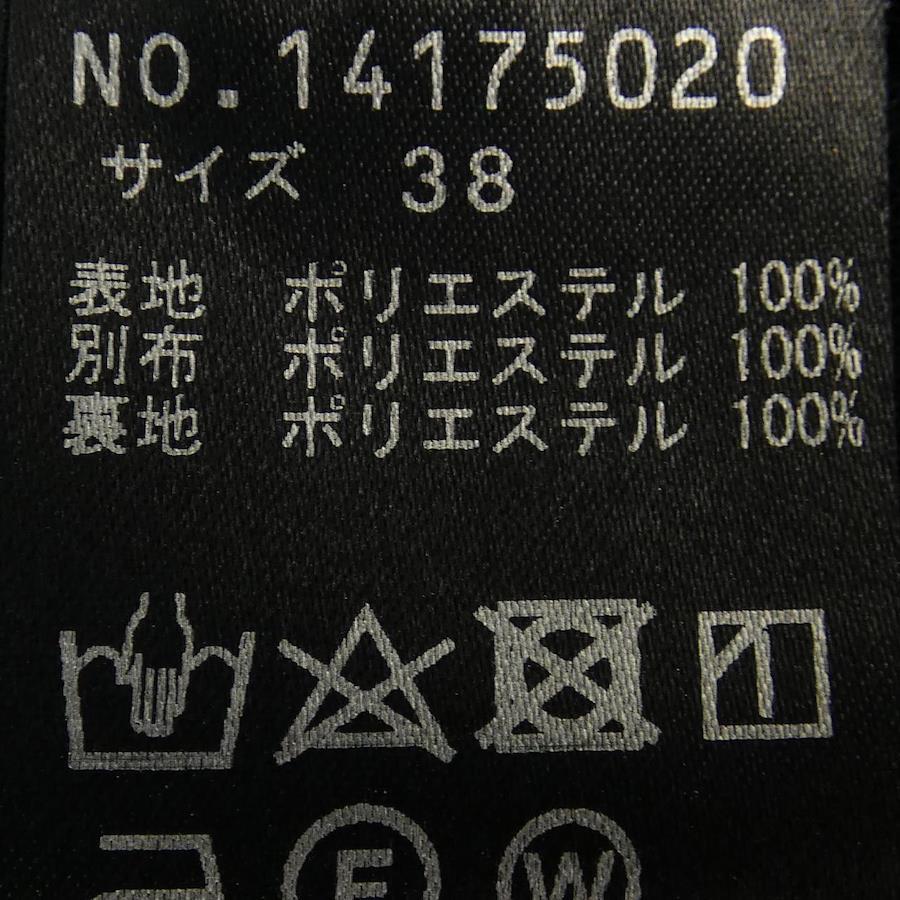 NO.14175020
サイズ 38
表地 ポリエステル 100%
別布 ポリエステル 100%
裏地 ポリエステル 100%
F W